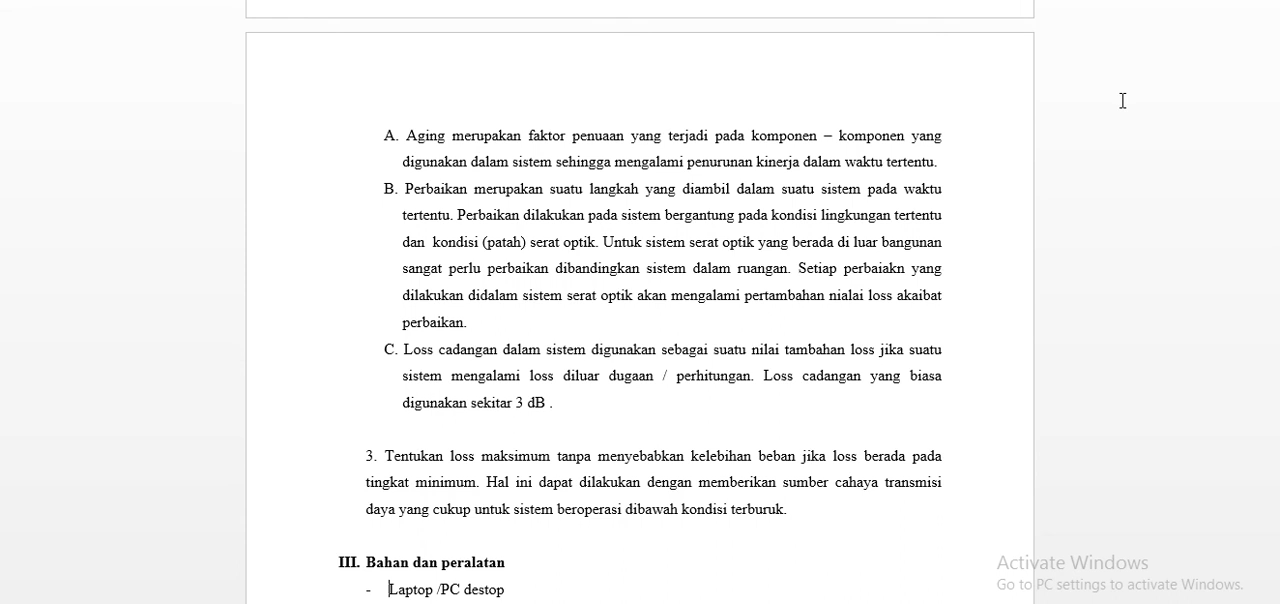 A. Aging merupakan faktor penuaan yang terjadi pada komponen – komponen yang
digunakan dalam sistem sehingga mengalami penurunan kinerja dalam waktu tertentu.
B. Perbaikan merupakan suatu langkah yang diambil dalam suatu sistem pada waktu
tertentu. Perbaikan dilakukan pada sistem bergantung pada kondisi lingkungan tertentu
dan kondisi (patah) serat optik. Untuk sistem serat optik yang berada di luar bangunan
sangat perlu perbaikan dibandingkan sistem dalam ruangan. Setiap perbaiakn yang
dilakukan didalam sistem serat optik akan mengalami pertambahan nialai loss akaibat
perbaikan.
C. Loss cadangan dalam sistem digunakan sebagai suatu nilai tambahan loss jika suatu
sistem mengalami loss diluar dugaan / perhitungan. Loss cadangan yang biasa
digunakan sekitar 3 dB .
3. Tentukan loss maksimum tanpa menyebabkan kelebihan beban jika loss berada pada
tingkat minimum. Hal ini dapat dilakukan dengan memberikan sumber cahaya transmisi
daya yang cukup untuk sistem beroperasi dibawah kondisi terburuk.
III. Bahan dan peralatan
- Laptop /PC destop
Activate Windows
Go to PC settings to activate Windows.